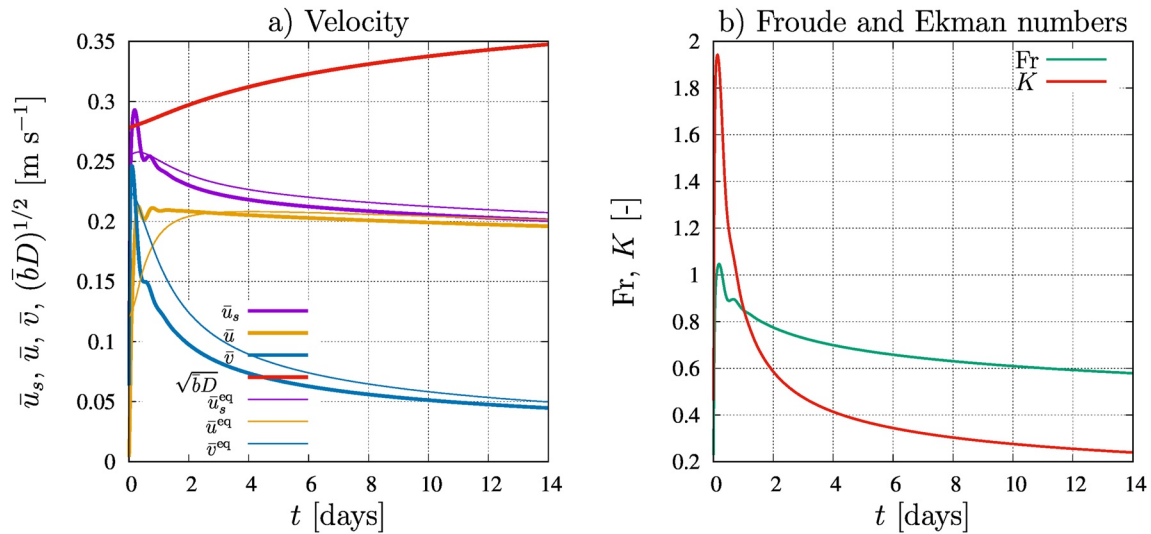 a) Velocity
0.35
0.3
0.25
0.2
0.15
0.1
0.05
0
ū_s, ū, v̄, (b̄D)^{1/2} [m s⁻¹]
ū_s
ū
v̄
√b̄D
ū_s^eq
ū^eq
v̄^eq
0 2 4 6 8 10 12 14
t [days]
b) Froude and Ekman numbers
2
1.8
1.6
1.4
1.2
1
0.8
0.6
0.4
0.2
Fr, K [-]
Fr
K
0 2 4 6 8 10 12 14
t [days]